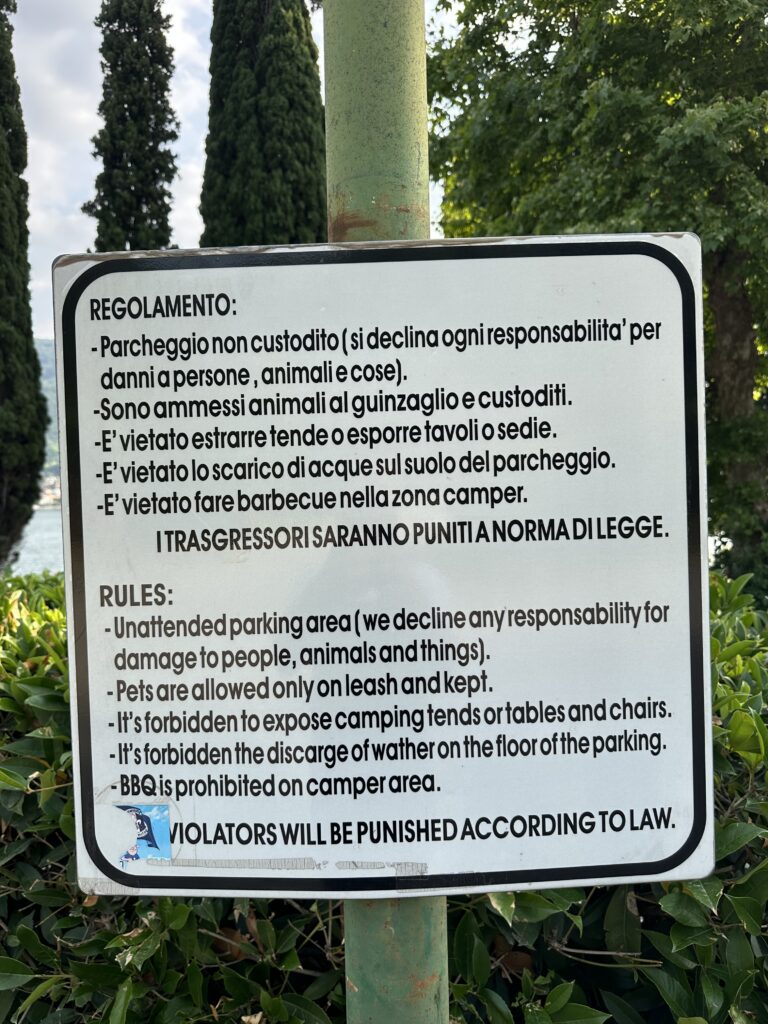 REGOLAMENTO:
-Parcheggio non custodito ( si declina ogni responsabilita' per
danni a persone , animali e cose).
-Sono ammessi animali al guinzaglio e custoditi.
-E' vietato estrarre tende o esporre tavoli o sedie.
-E' vietato lo scarico di acque sul suolo del parcheggio.
-E' vietato fare barbecue nella zona camper.
I TRASGRESSORI SARANNO PUNITI A NORMA DI LEGGE.
RULES:
- Unattended parking area ( we decline any responsability for
damage to people, animals and things).
- Pets are allowed only on leash and kept.
- It's forbidden to expose camping tends or tables and chairs.
- It's forbidden the discarge of wather on the floor of the parking.
- BBQ is prohibited on camper area.
VIOLATORS WILL BE PUNISHED ACCORDING TO LAW.